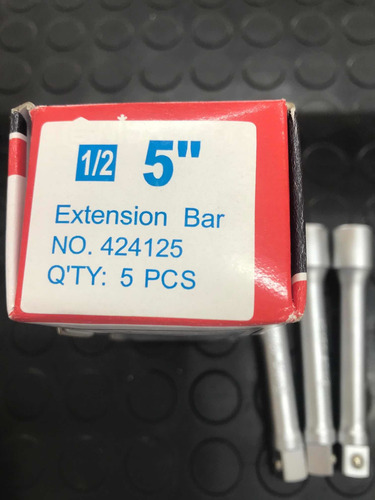 1/2 5"
Extension Bar
NO. 424125
Q'TY: 5 PCS